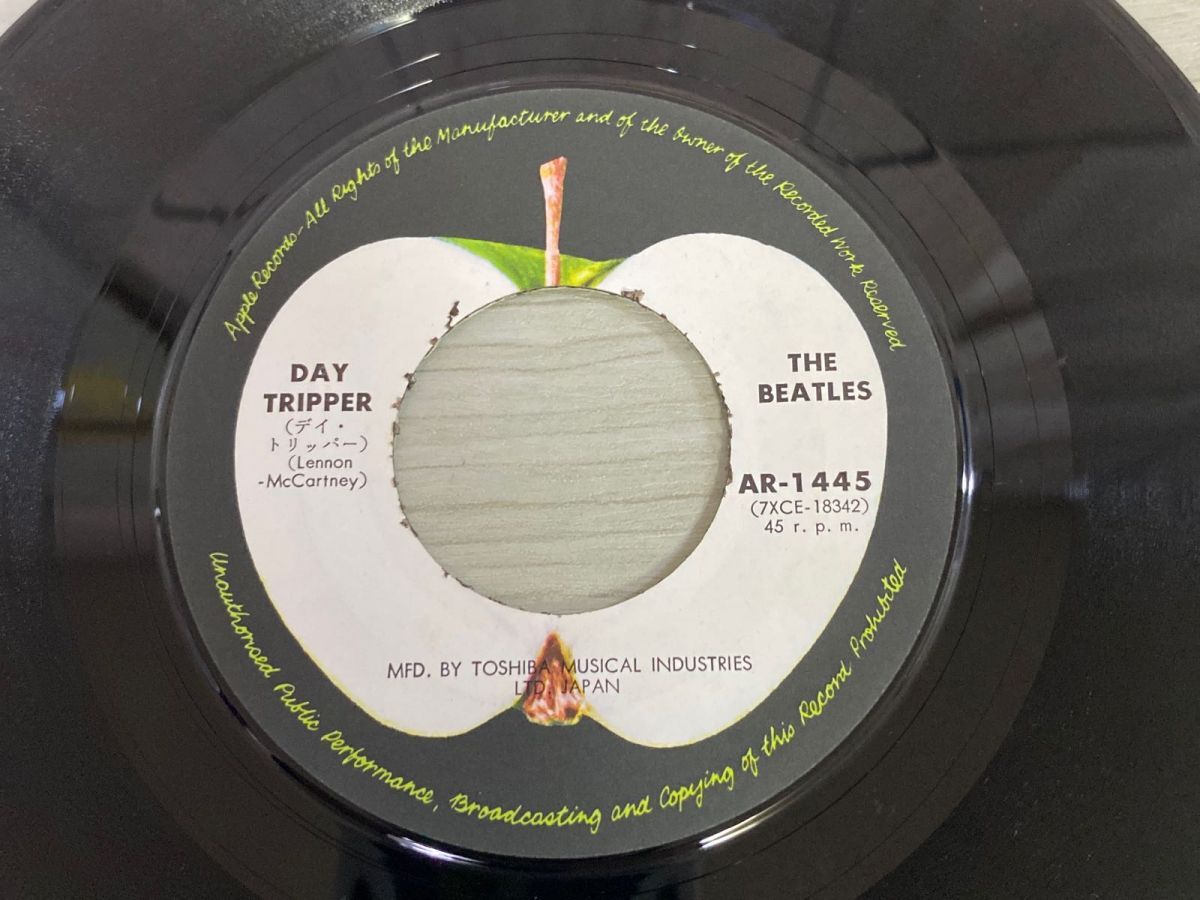 Apple Records-All Rights of the Manufacturer and of the Owner of the Recorded Work Reserved
DAY
TRIPPER
(デイ・
トリッパー)
(Lennon
-McCartney)
THE
BEATLES
AR-1445
(7XCE-18342)
45 r. p. m.
MFD. BY TOSHIBA MUSICAL INDUSTRIES
LTD. JAPAN
Unauthorised Public Performance, Broadcasting and Copying of this Record Prohibited